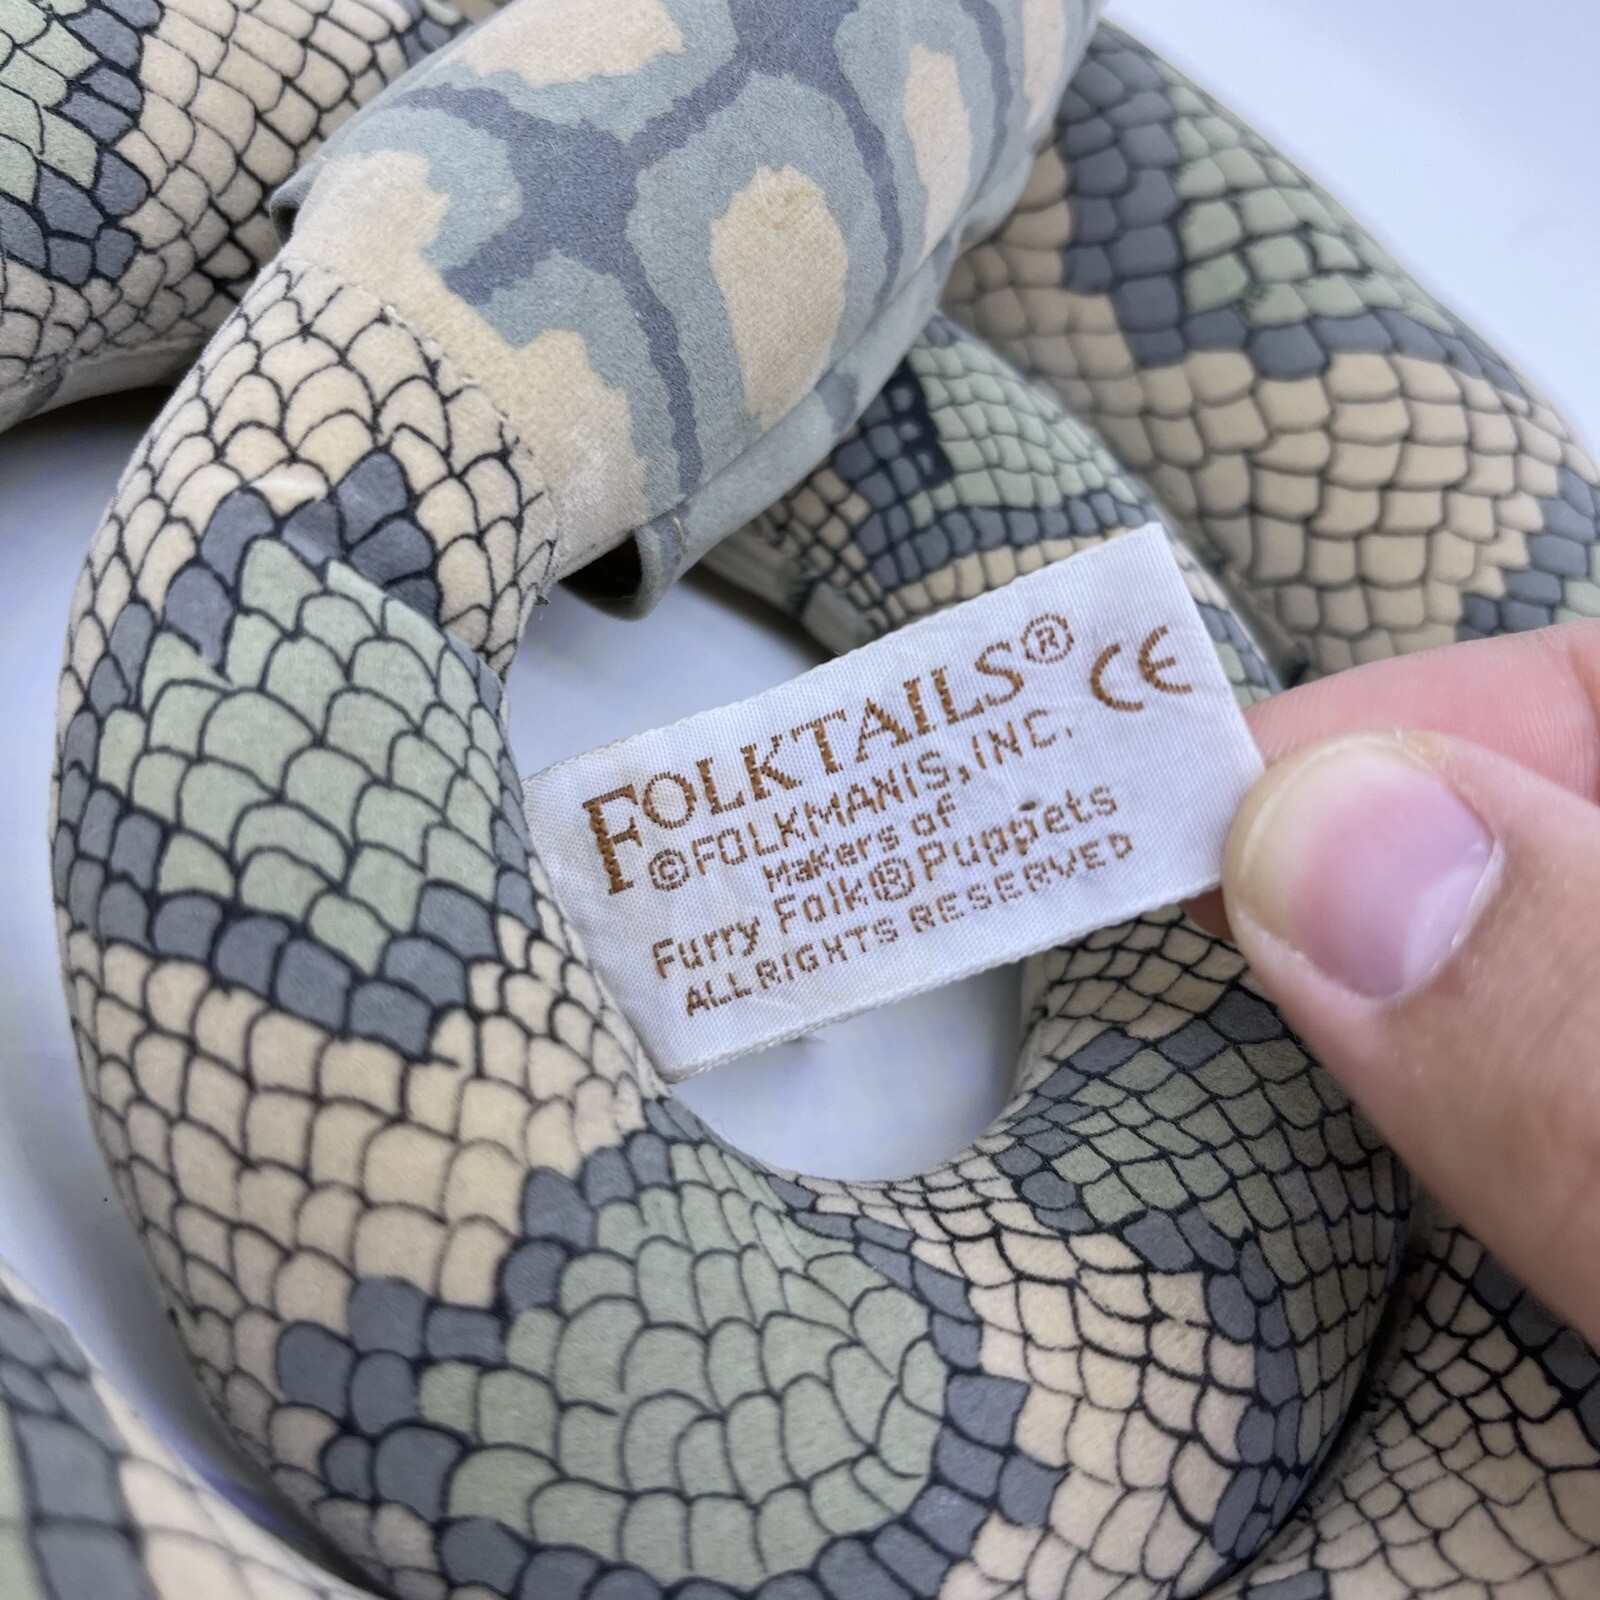 FOLKTAILS® CE
©FOLKMANIS, INC.
Makers of
Furry Folk® Puppets
ALL RIGHTS RESERVED